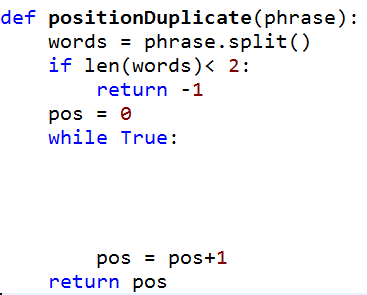 def positionDuplicate(phrase):
    words = phrase.split()
    if len(words)< 2:
        return -1
    pos = 0
    while True:
        pos = pos+1
    return pos